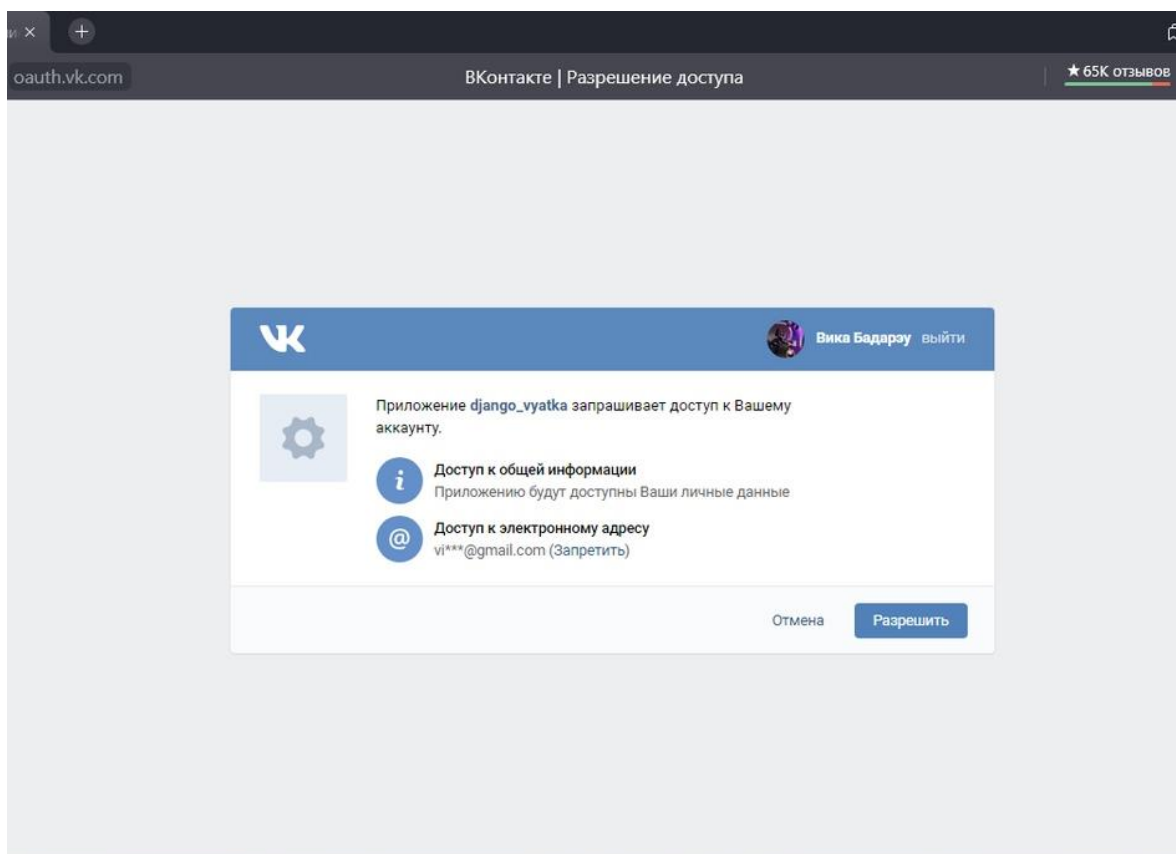 oauth.vk.com
ВКонтакте | Разрешение доступа
★ 65К отзывов
Вика Бадарэу выйти
Приложение django_vyatka запрашивает доступ к Вашему
аккаунту.
Доступ к общей информации
Приложению будут доступны Ваши личные данные
@
Доступ к электронному адресу
vi***@gmail.com (Запретить)
Отмена Разрешить